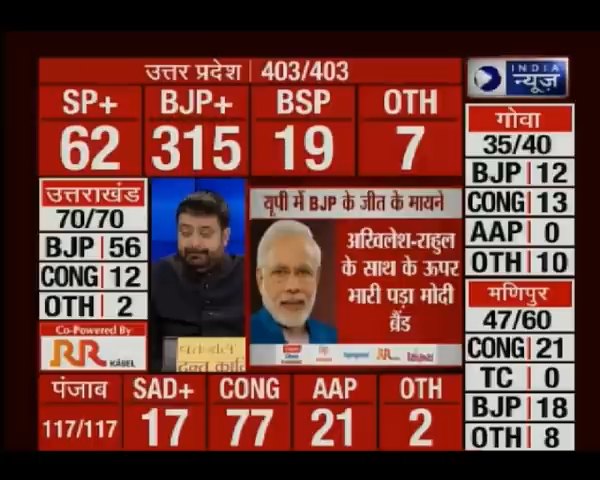 उत्तर प्रदेश 403/403
SP+ BJP+ BSP OTH
62 315 19 7
INDIA
न्यूज़
गोवा
35/40
BJP 12
CONG 13
AAP 0
OTH 10
उत्तराखंड
70/70
BJP 56
CONG 12
OTH 2
Co-Powered By
RR
KABEL
यूपी में BJP के जीत के मायने
अखिलेश-राहुल
के साथ के ऊपर
भारी पड़ा मोदी
ब्रैंड
मणिपुर
47/60
CONG 21
TC 0
BJP 18
OTH 8
पंजाब SAD+ CONG AAP OTH
117/117 17 77 21 2